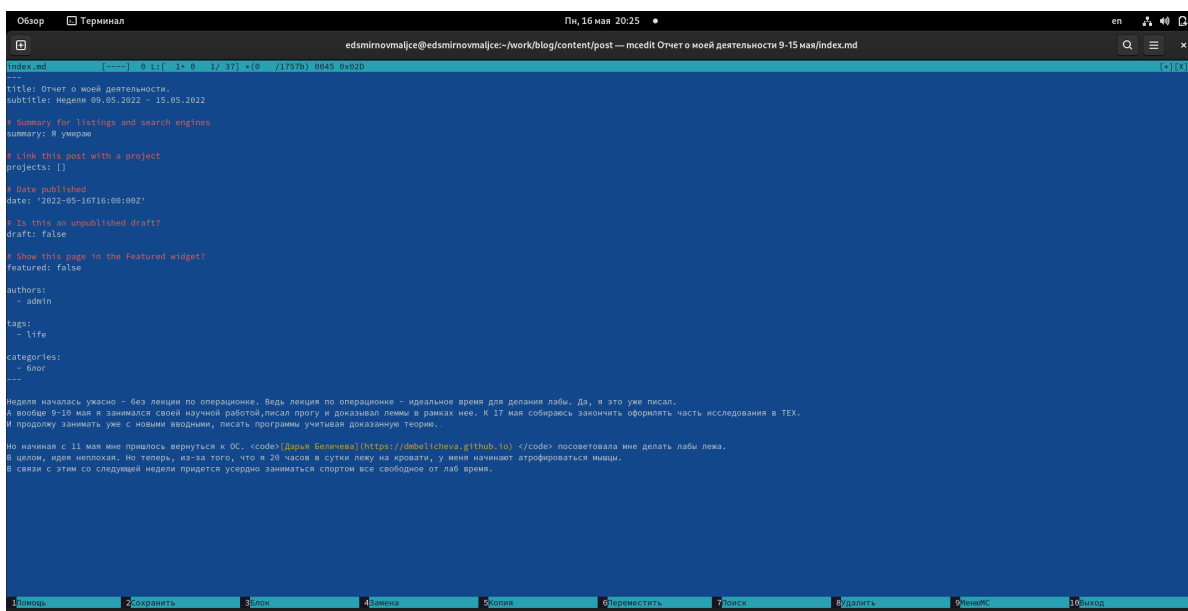 Обзор Терминал Пн, 16 мая 20:25 en
edsmirnovmaljce@edsmirnovmaljce:~/work/blog/content/post — mcedit Отчет о моей деятельности 9-15 мая/index.md
index.md [----] 0 L:[ 1+ 0 1/ 37] *(0 /1757b) 0045 0x02D [*][X]
---
title: Отчет о моей деятельности.
subtitle: Неделя 09.05.2022 - 15.05.2022
# Summary for listings and search engines
summary: Я умираю
# Link this post with a project
projects: []
# Date published
date: '2022-05-16T16:00:00Z'
# Is this an unpublished draft?
draft: false
# Show this page in the Featured widget?
featured: false
authors:
- admin
tags:
- life
categories:
- блог
---
Неделя началась ужасно - без лекции по операционке. Ведь лекция по операционке - идеальное время для делания лабы. Да, я это уже писал.
А вообще 9-10 мая я занимался своей научной работой,писал прогу и доказывал леммы в рамках нее. К 17 мая собираюсь закончить оформлять часть исследования в TEX.
И продолжу занимать уже с новыми вводными, писать программы учитывая доказанную теорию.
Но начиная с 11 мая мне пришлось вернуться к ОС. <code>[Дарья Беличева](https://dmbelicheva.github.io) </code> посоветовала мне делать лабы лежа.
В целом, идея неплохая. Но теперь, из-за того, что я 20 часов в сутки лежу на кровати, у меня начинают атрофироваться мышцы.
В связи с этим со следующей недели придется усердно заниматься спортом все свободное от лаб время.
1Помощь 2Сохранить 3Блок 4Замена 5Копия 6Переместить 7Поиск 8Удалить 9МенюMC 10Выход